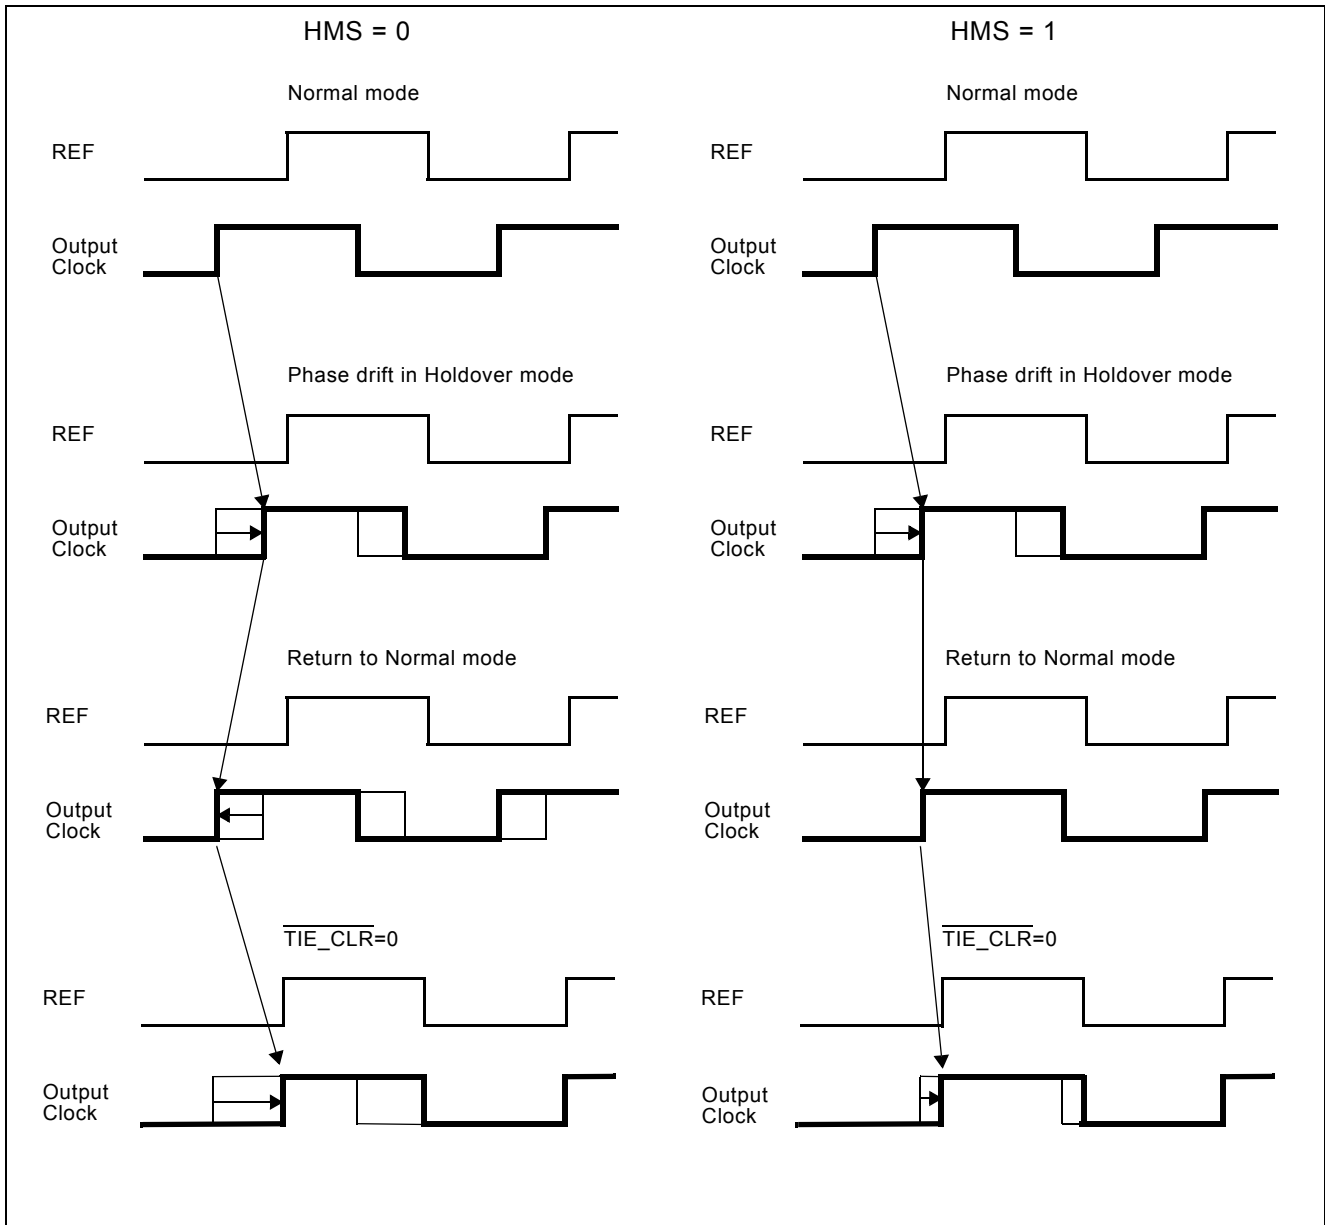 HMS = 0
Normal mode
REF
Output
Clock
Phase drift in Holdover mode
REF
Output
Clock
Return to Normal mode
REF
Output
Clock
TIE_CLR=0
REF
Output
Clock
HMS = 1
Normal mode
REF
Output
Clock
Phase drift in Holdover mode
REF
Output
Clock
Return to Normal mode
REF
Output
Clock
TIE_CLR=0
REF
Output
Clock